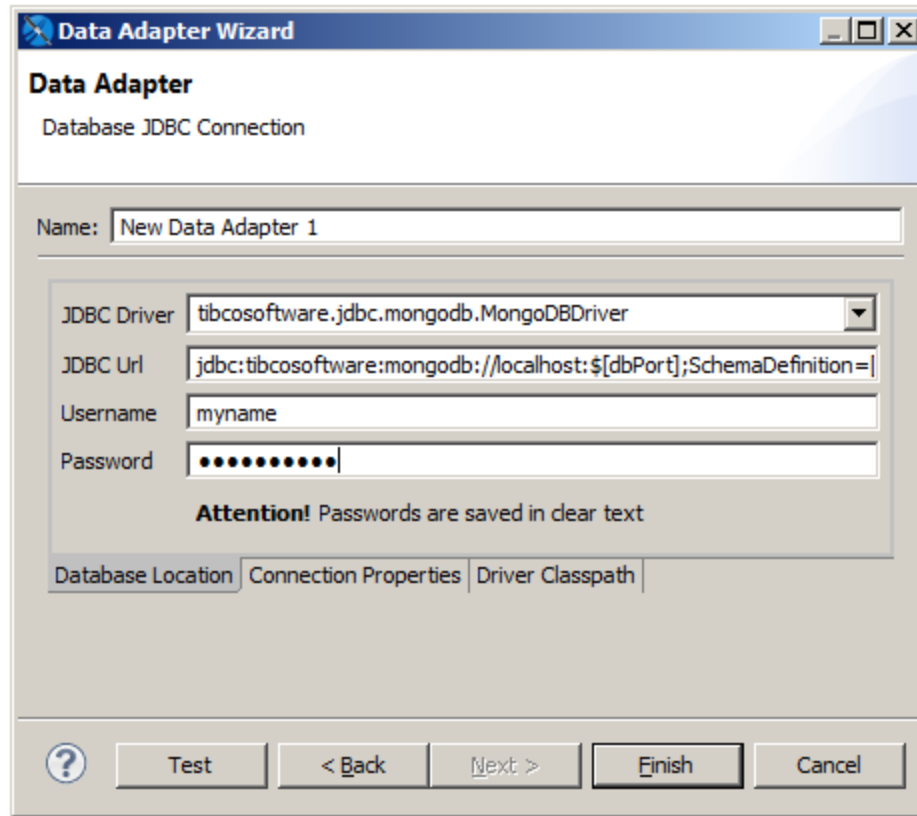 Data Adapter Wizard
Data Adapter
Database JDBC Connection
Name: New Data Adapter 1
JDBC Driver tibcosoftware.jdbc.mongodb.MongoDBDriver
JDBC Url jdbc:tibcosoftware:mongodb://localhost:$[dbPort];SchemaDefinition=
Username myname
Password ●●●●●●●●●●
Attention! Passwords are saved in clear text
Database Location Connection Properties Driver Classpath
? Test < Back Next > Finish Cancel